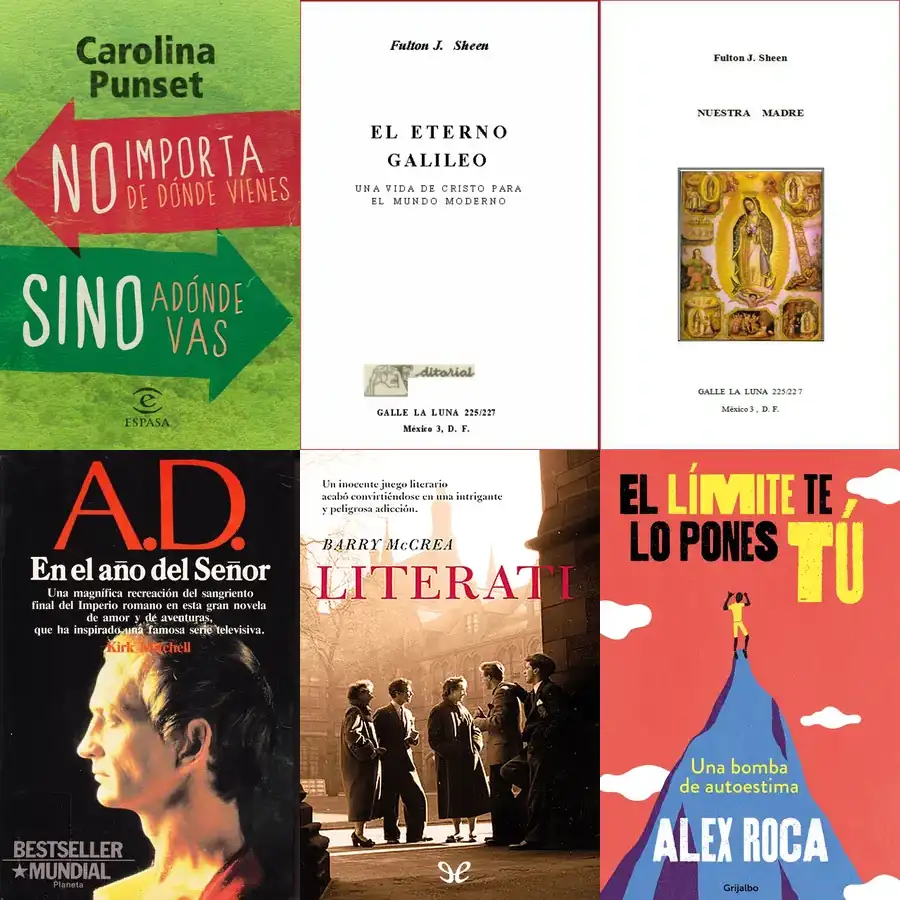 Carolina
Punset
NO IMPORTA
DE DÓNDE VIENES
SINO ADÓNDE
VAS
ESPASA
Fulton J. Sheen
EL ETERNO
GALILEO
UNA VIDA DE CRISTO PARA
EL MUNDO MODERNO
ditorial
GALLE LA LUNA 225/227
México 3, D. F.
Fulton J. Sheen
NUESTRA MADRE
GALLE LA LUNA 225/227
México 3, D. F.
A.D.
En el año del Señor
Una magnífica recreación del sangriento
final del Imperio romano en esta gran novela
de amor y de aventuras,
que ha inspirado una famosa serie televisiva.
Kirk Mitchell
BESTSELLER
MUNDIAL
Planeta
Un inocente juego literario
acabó convirtiéndose en una intrigante
y peligrosa adicción.
BARRY McCREA
LITERATI
EL LÍMITE TE
LO PONES TÚ
Una bomba
de autoestima
ALEX ROCA
Grijalbo